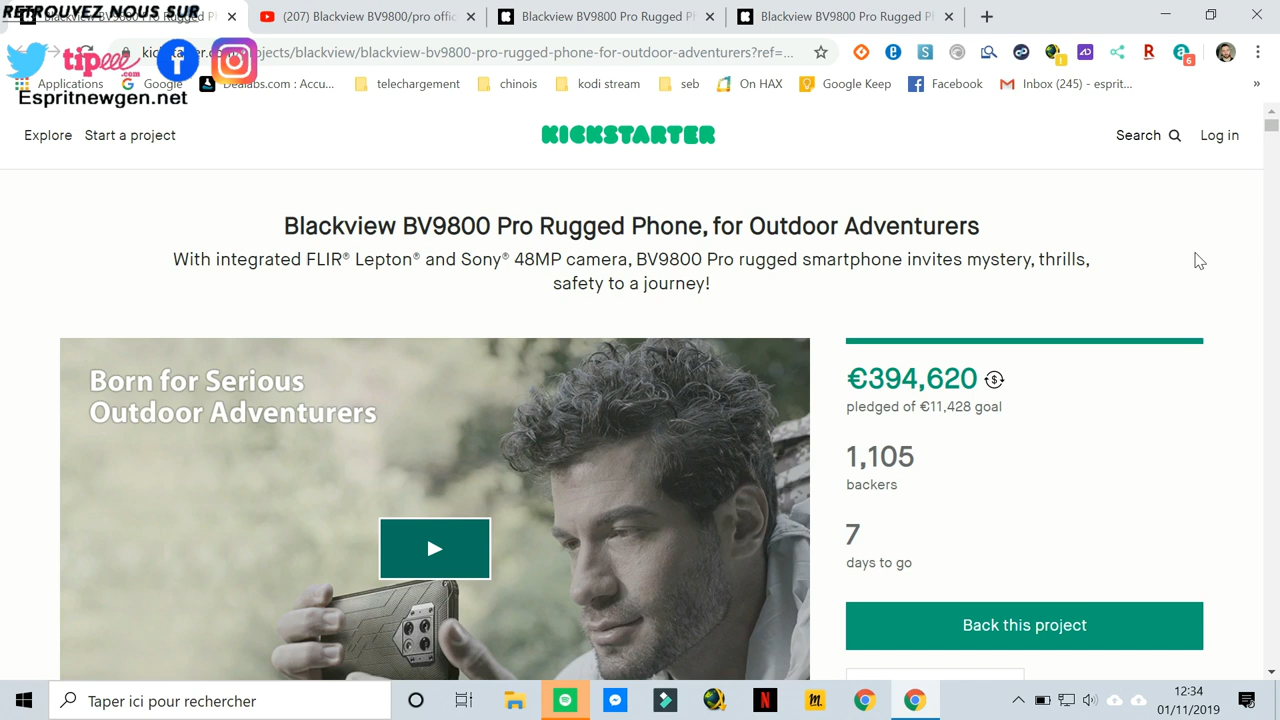 RETROUVEZ NOUS SUR
(207) Blackview BV9800/pro of
Blackview BV9800 Pro Rugged P
Blackview BV9800 Pro Rugged P
tipeee.com
Applications
Google
Dealabs.com : Accu...
telechargement
chinois
kodi stream
seb
On HAX
Google Keep
Facebook
Inbox (245) - esprit...
»
Espritnewgen.net
Explore
Start a project
KICKSTARTER
Search
Log in
Blackview BV9800 Pro Rugged Phone, for Outdoor Adventurers
With integrated FLIR® Lepton® and Sony® 48MP camera, BV9800 Pro rugged smartphone invites mystery, thrills,
safety to a journey!
Born for Serious
Outdoor Adventurers
€394,620
pledged of €11,428 goal
1,105
backers
7
days to go
Back this project
Taper ici pour rechercher
12:34
01/11/2019